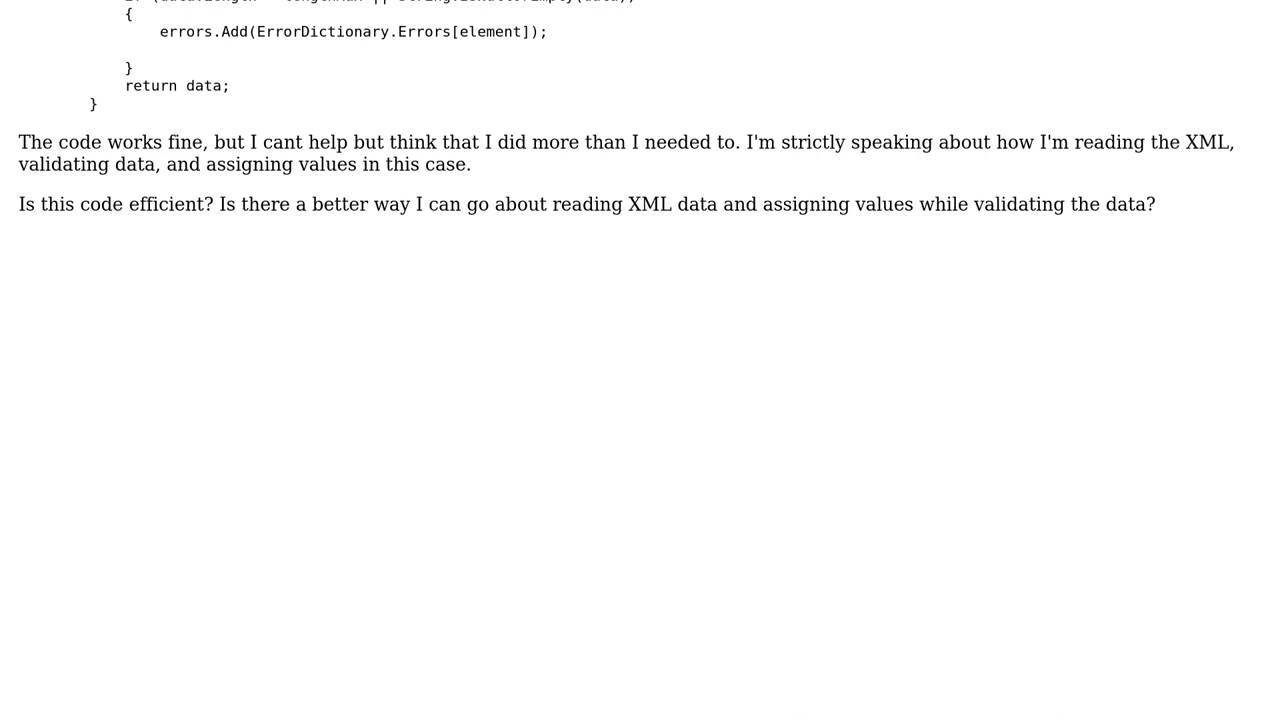 {
errors.Add(ErrorDictionary.Errors[element]);
}
return data;
}
The code works fine, but I cant help but think that I did more than I needed to. I'm strictly speaking about how I'm reading the XML,
validating data, and assigning values in this case.
Is this code efficient? Is there a better way I can go about reading XML data and assigning values while validating the data?